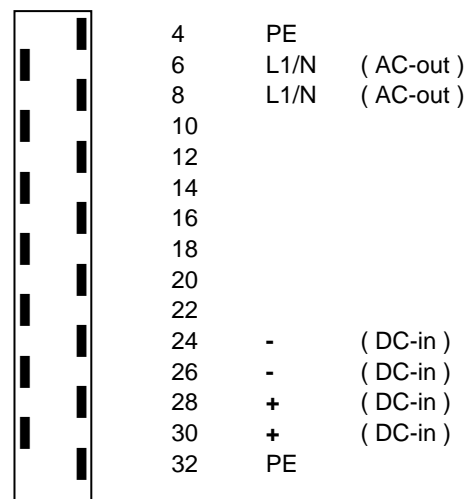 4 PE
6 L1/N ( AC-out )
8 L1/N ( AC-out )
10
12
14
16
18
20
22
24 - ( DC-in )
26 - ( DC-in )
28 + ( DC-in )
30 + ( DC-in )
32 PE